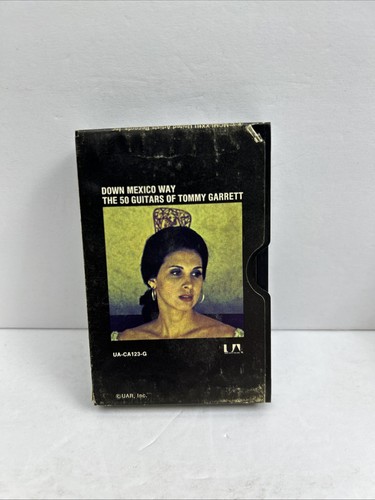 DOWN MEXICO WAY
THE 50 GUITARS OF TOMMY GARRETT
UA
UA-CA123-G
©UAR, Inc.